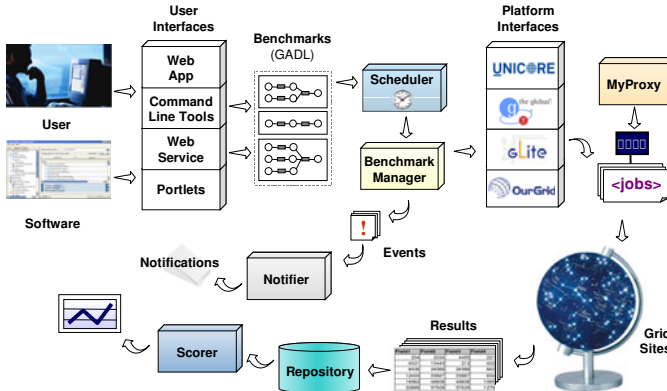 User
Interfaces
Platform
Interfaces
Benchmarks
(GADL)
Web
App
Command
Line Tools
Web
Service
Portlets
User
Software
Scheduler
Benchmark
Manager
UNICORE
the globus
gLite
OurGrid
MyProxy
<jobs>
Events
Notifications
Notifier
Grid
Sites
Results
Repository
Scorer